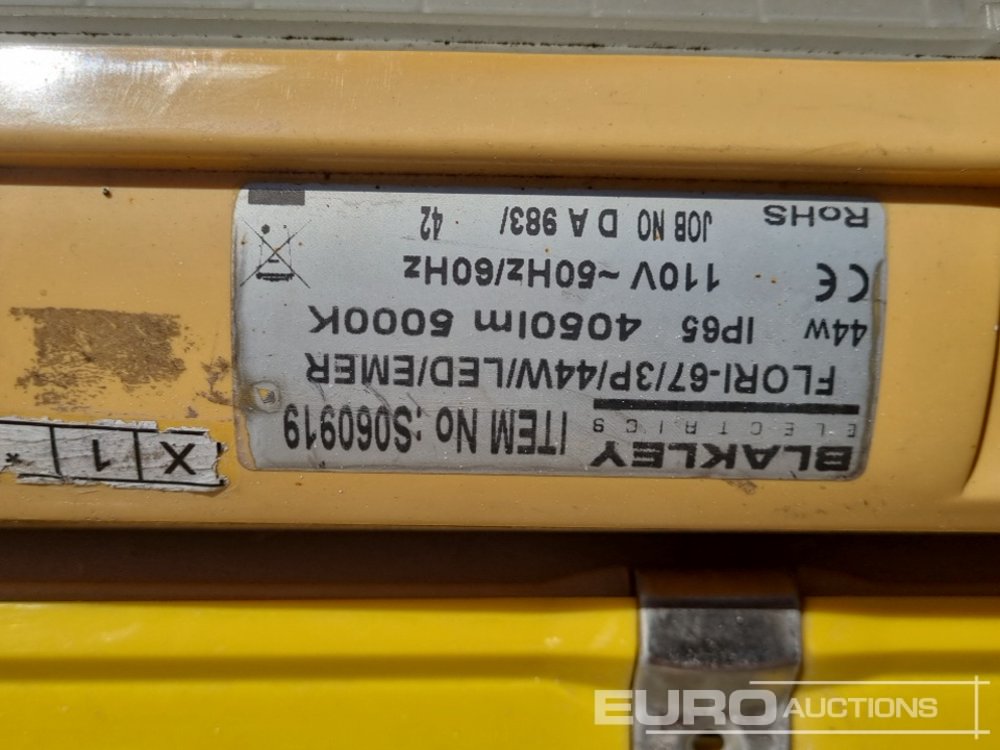 BLAKLEY
ELECTRICS
ITEM No: S060919
FLORI-67/3P/44W/LED/EMER
44W IP65 4050lm 5000K
CE 110V ~50Hz/60Hz
RoHS JOB NO D A 983/
42
X 1 *
EURO AUCTIONS